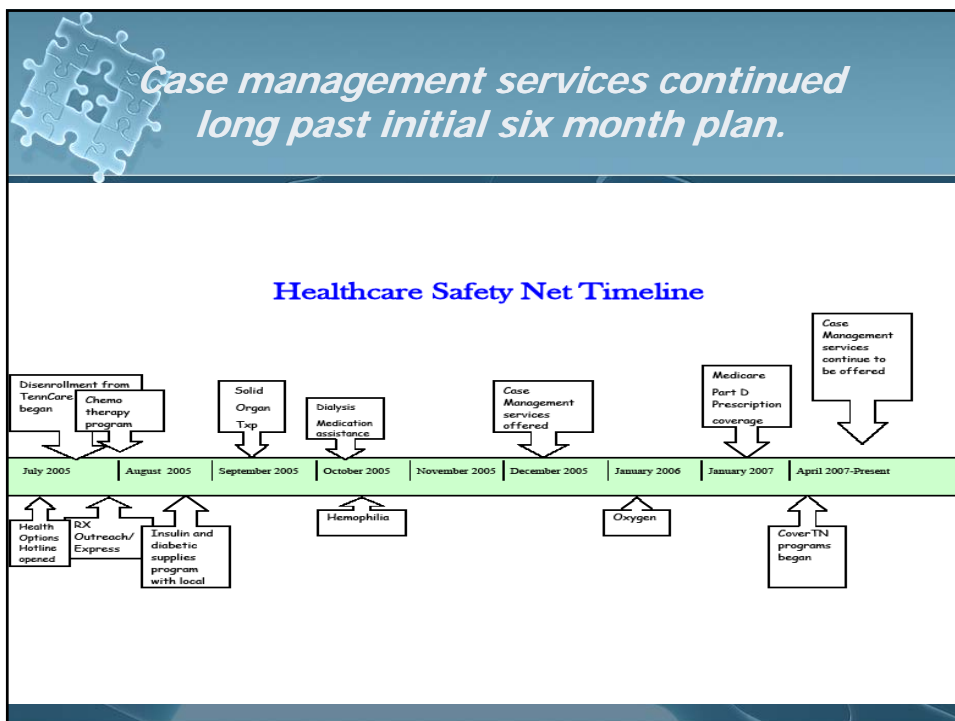 Case management services continued
long past initial six month plan.
Healthcare Safety Net Timeline
Disenrollment from
TennCare
began
Chemo
therapy
program
Solid
Organ
Txp
Dialysis
Medication
assistance
Case
Management
services
offered
Medicare
Part D
Prescription
coverage
Case
Management
services
continue to
be offered
July 2005
August 2005
September 2005
October 2005
November 2005
December 2005
January 2006
January 2007
April 2007-Present
Health
Options
Hotline
opened
RX
Outreach/
Express
Insulin and
diabetic
supplies
program
with local
Hemophilia
Oxygen
CoverTN
programs
began